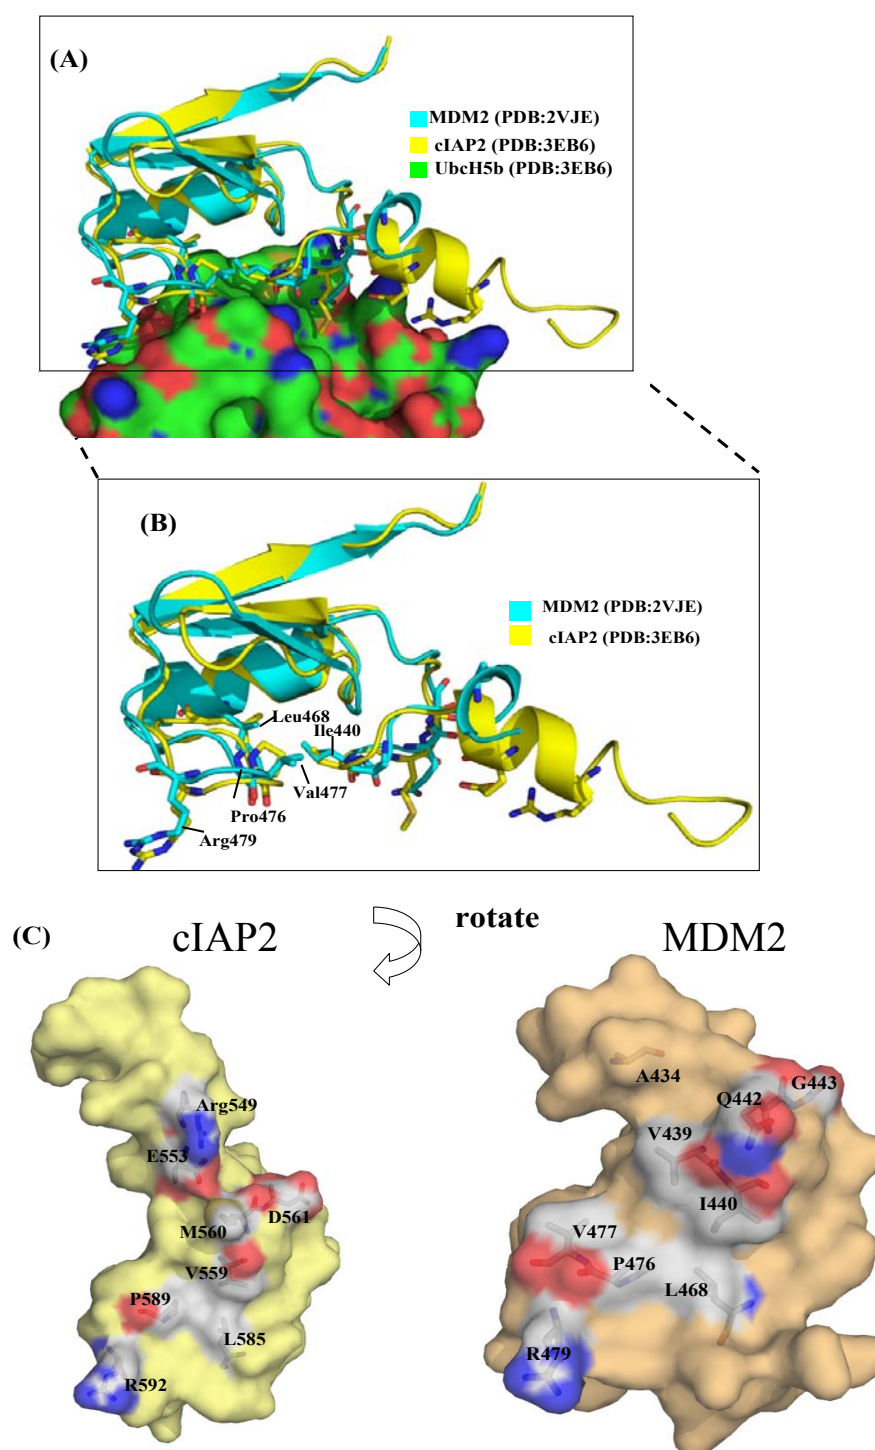 (A)
MDM2 (PDB:2VJE)
cIAP2 (PDB:3EB6)
UbcH5b (PDB:3EB6)
(B)
MDM2 (PDB:2VJE)
cIAP2 (PDB:3EB6)
Leu468
Ile440
Val477
Pro476
Arg479
(C)
cIAP2
rotate
MDM2
Arg549
E553
D561
M560
V559
P589
L585
R592
A434
G443
Q442
V439
I440
V477
P476
L468
R479